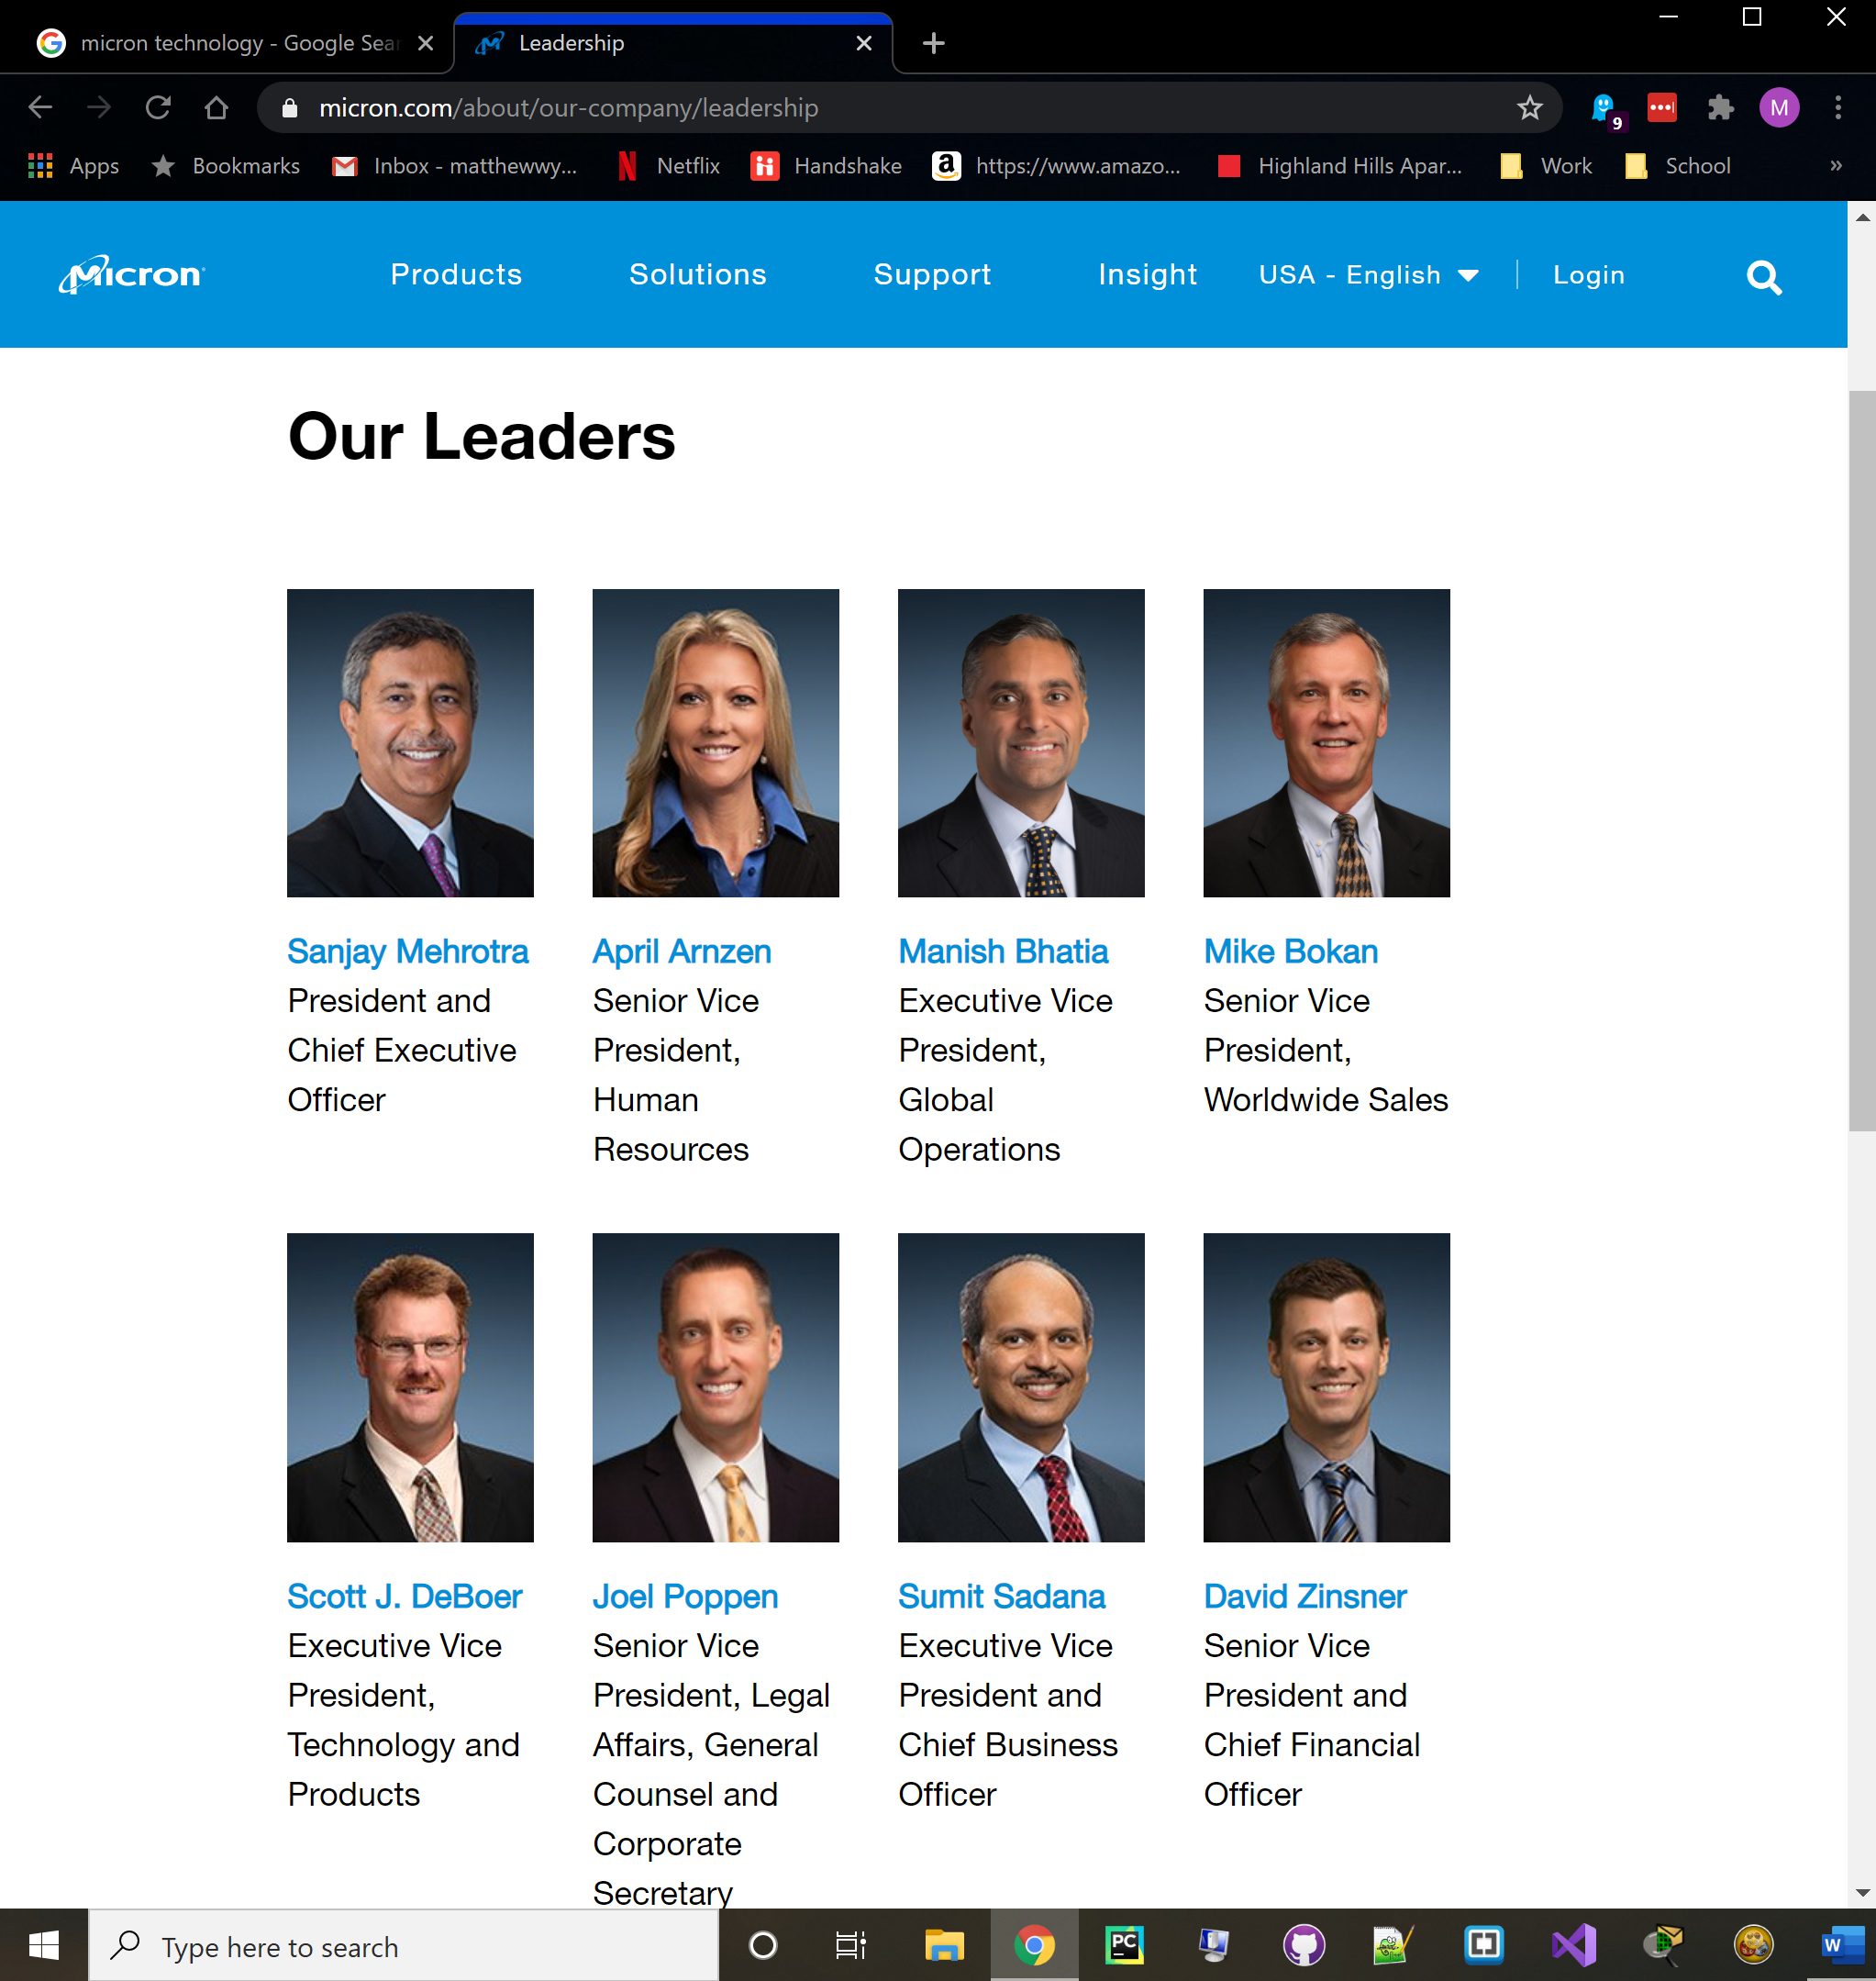 micron technology - Google Sear
Leadership
micron.com/about/our-company/leadership
9
M
Apps
Bookmarks
Inbox - matthewwy...
Netflix
Handshake
https://www.amazo...
Highland Hills Apar...
Work
School
»
Micron
Products
Solutions
Support
Insight
USA - English
Login
Our Leaders
Sanjay Mehrotra
President and
Chief Executive
Officer
April Arnzen
Senior Vice
President,
Human
Resources
Manish Bhatia
Executive Vice
President,
Global
Operations
Mike Bokan
Senior Vice
President,
Worldwide Sales
Scott J. DeBoer
Executive Vice
President,
Technology and
Products
Joel Poppen
Senior Vice
President, Legal
Affairs, General
Counsel and
Corporate
Secretary
Sumit Sadana
Executive Vice
President and
Chief Business
Officer
David Zinsner
Senior Vice
President and
Chief Financial
Officer
Type here to search
PC
W